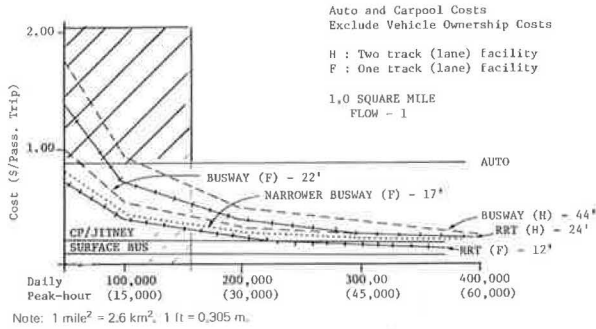 Auto and Carpool Costs
Exclude Vehicle Ownership Costs
H : Two track (lane) facility
F : One track (lane) facility
1,0 SQUARE MILE
FLOW - 1
2,00
1,00
Cost ($/Pass. Trip)
AUTO
BUSWAY (F) - 22'
NARROWER BUSWAY (F) - 17'
BUSWAY (H) - 44'
RRT (H) - 24'
RRT (F) - 12'
CP/JITNEY
SURFACE BUS
Daily 100,000 200,000 300,00 400,000
Peak-hour (15,000) (30,000) (45,000) (60,000)
Note: 1 mile² = 2.6 km², 1 ft = 0.305 m.